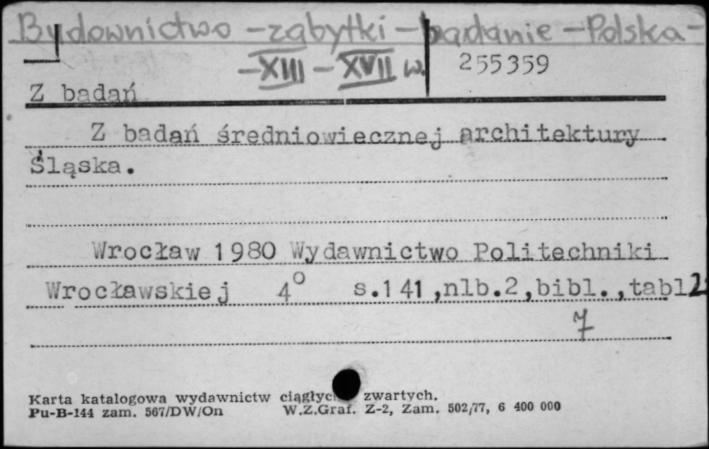 Budownictwo - zabytki - badanie - Polska -
- XIII - XVII w. 255359
Z badań
Z badań średniowiecznej architektury
Śląska.
Wrocław 1980 Wydawnictwo Politechniki
Wrocławskiej 4° s.141,nlb.2,bibl.,tabl
7
Karta katalogowa wydawnictw ciągłych zwartych.
Pu-B-144 zam. 567/DW/On W.Z.Graf. Z-2, Zam. 502/77, 6 400 000